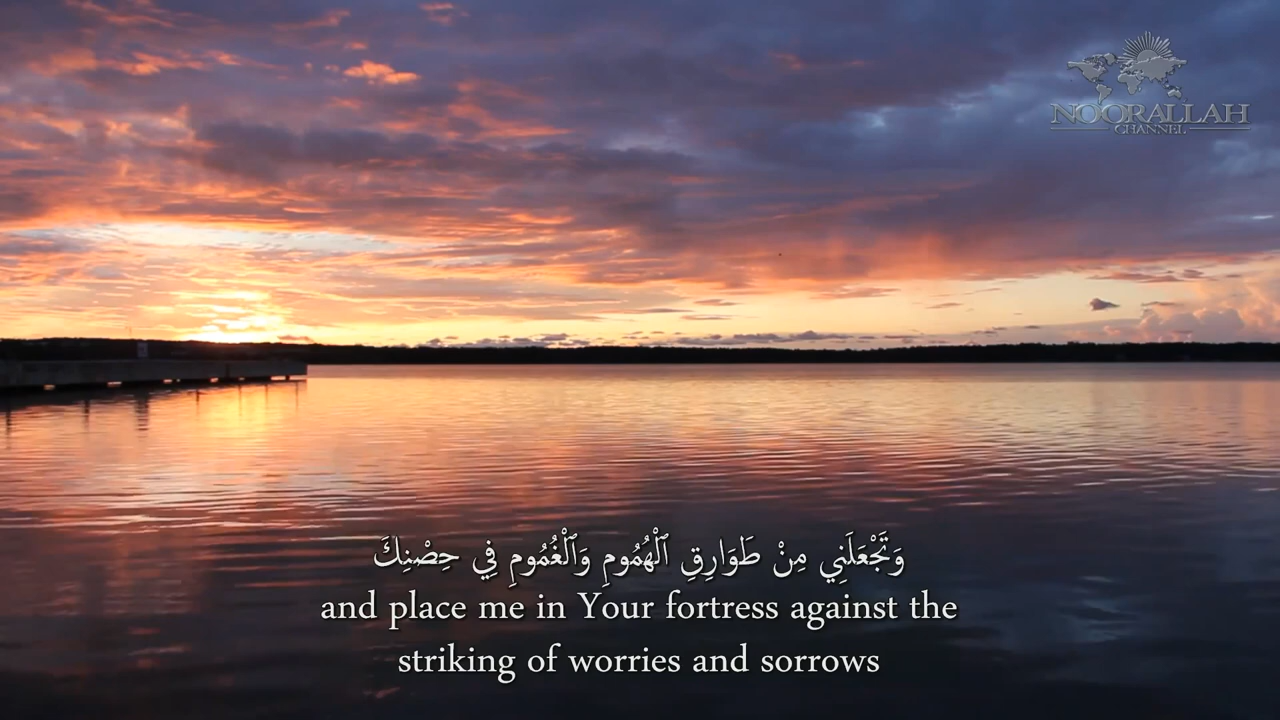 NOORALLAH
CHANNEL
وَتَجْعَلَنِي مِنْ طَوَارِقِ ٱلْهُمُومِ وَٱلْغُمُومِ فِي حِصْنِكَ
and place me in Your fortress against the
striking of worries and sorrows